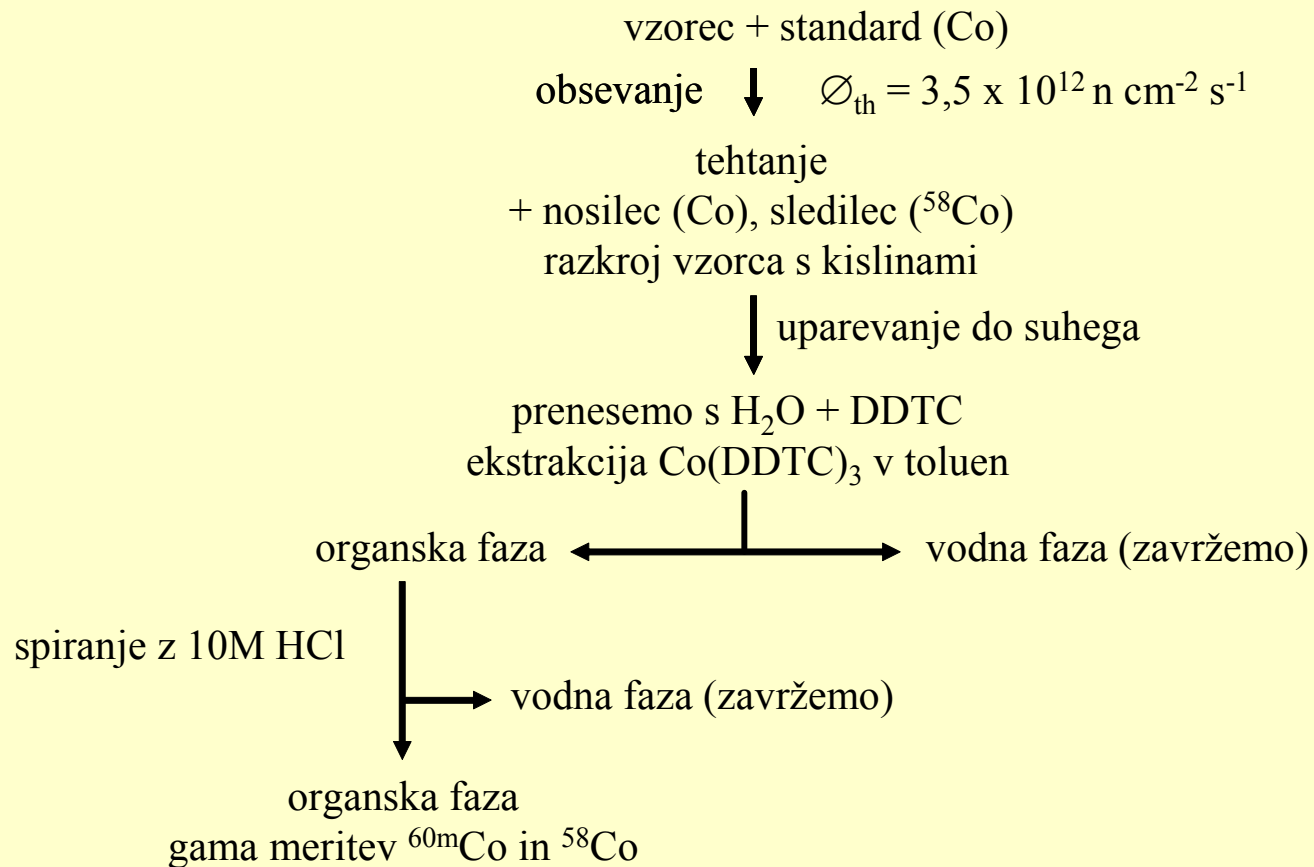 vzorec + standard (Co)
obsevanje ∅th = 3,5 x 10¹² n cm⁻² s⁻¹
tehtanje
+ nosilec (Co), sledilec (⁵⁸Co)
razkroj vzorca s kislinami
uparevanje do suhega
prenesemo s H₂O + DDTC
ekstrakcija Co(DDTC)₃ v toluen
organska faza vodna faza (zavržemo)
spiranje z 10M HCl
vodna faza (zavržemo)
organska faza
gama meritev ⁶⁰ᵐCo in ⁵⁸Co